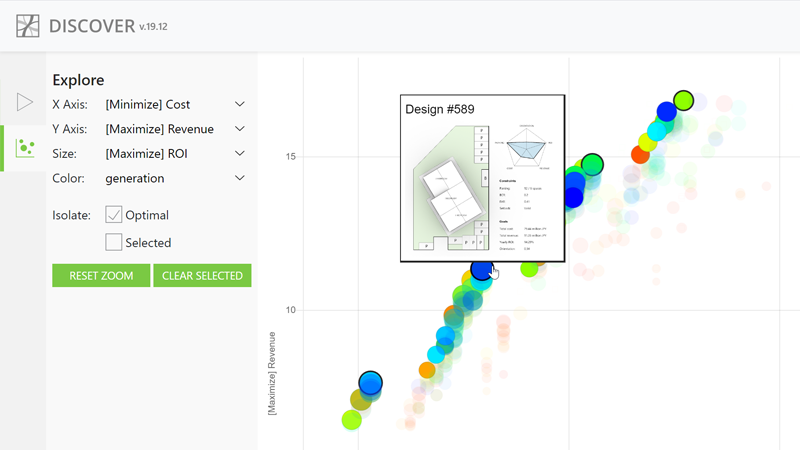 DISCOVER v.19.12
Explore
X Axis: [Minimize] Cost
Y Axis: [Maximize] Revenue
Size: [Maximize] ROI
Color: generation
Isolate: Optimal
Selected
RESET ZOOM CLEAR SELECTED
Design #589
15
10
[Maximize] Revenue